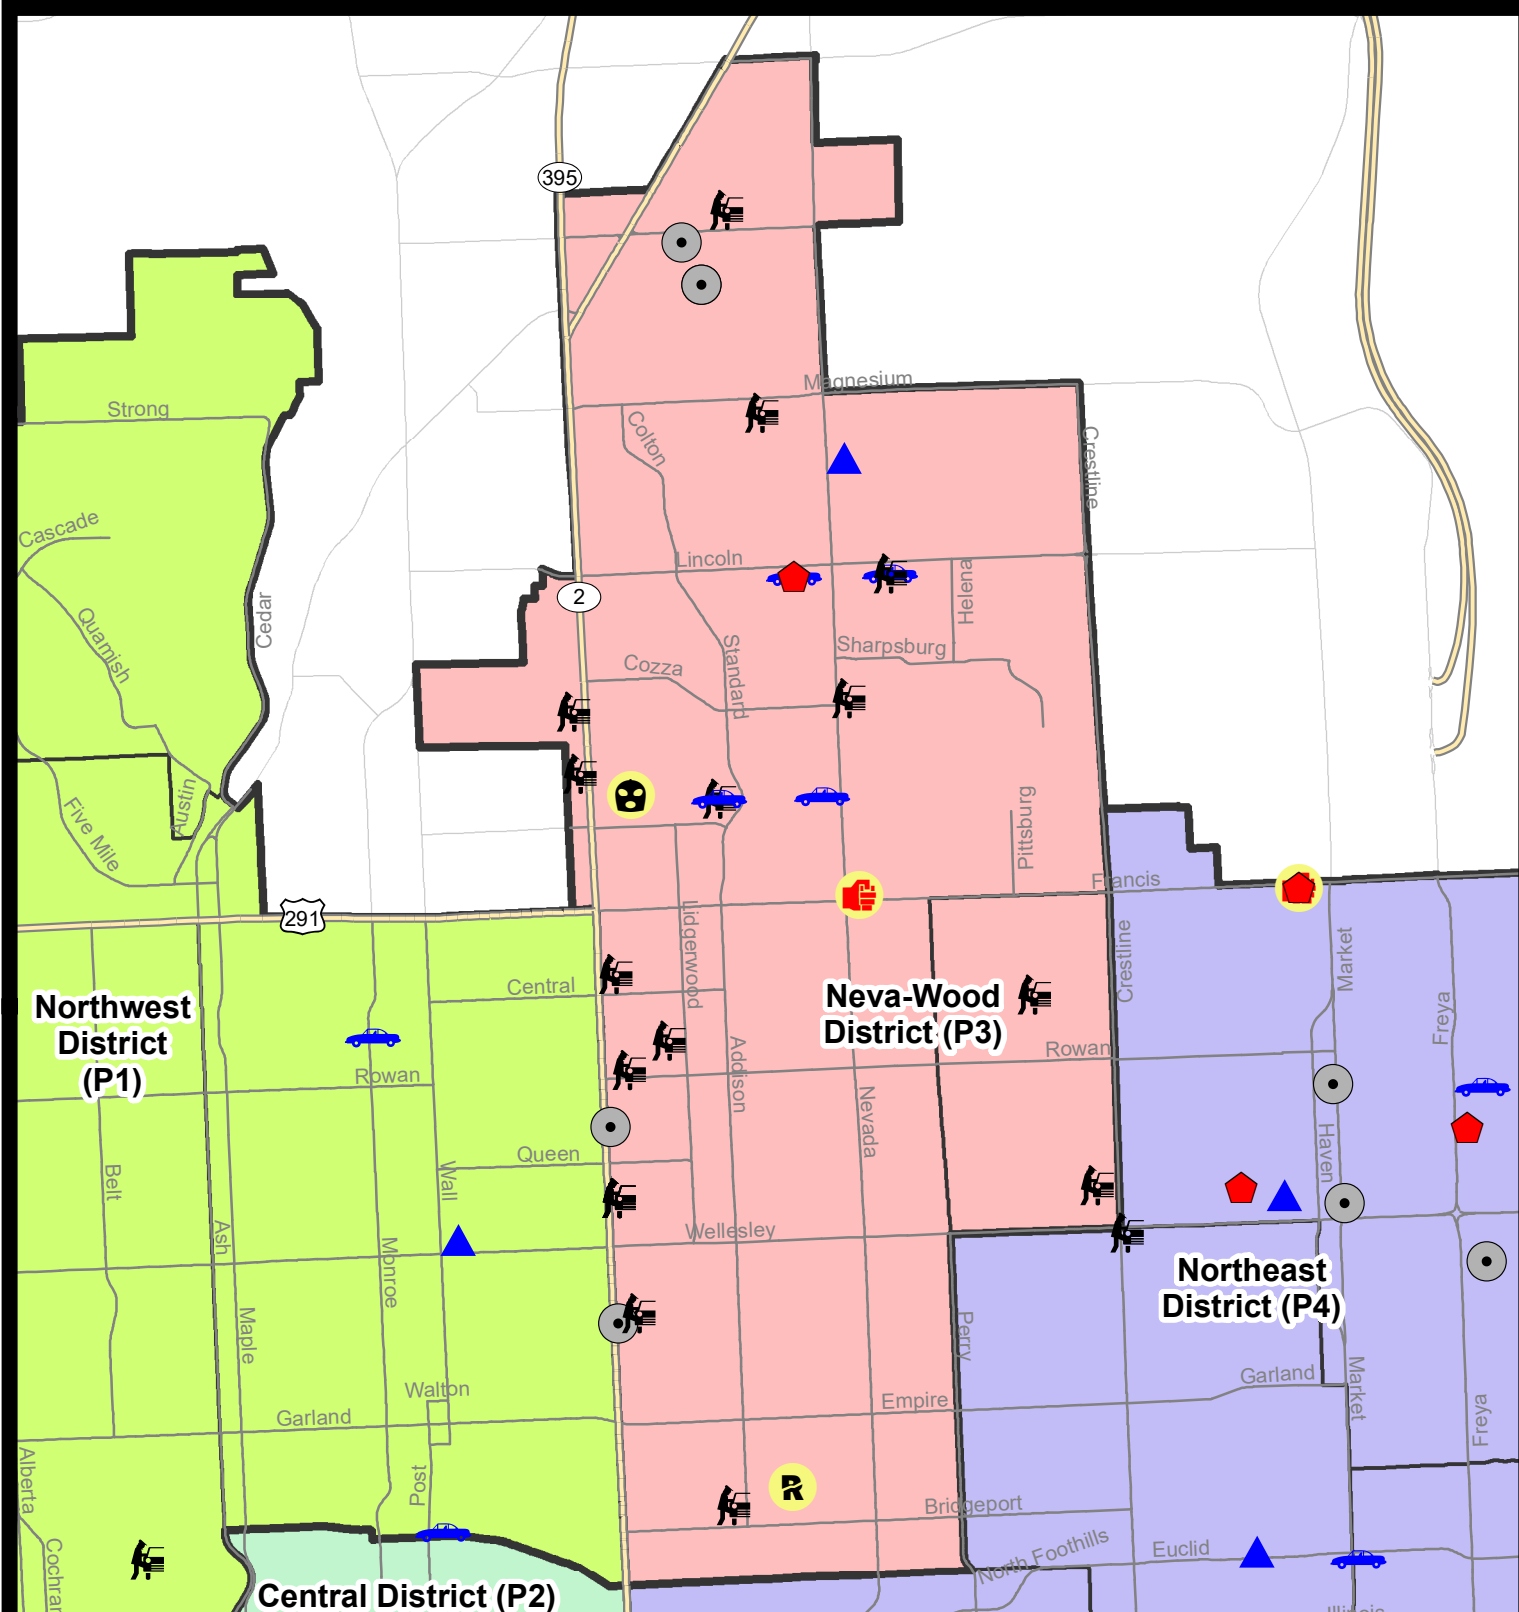 395
Magnesium
Strong
Colton
Crestline
Cascade
Lincoln
Helena
2
Cedar
Quamish
Sharpsburg
Cozza
Standard
Austin
Five Mile
Pittsburg
Francis
291
Lidgerwood
Crestline
Market
Central
Northwest
District
(P1)
Neva-Wood
District (P3)
Freya
Rowan
Addison
Rowan
Nevada
Haven
Queen
Belt
Wall
Ash
Wellesley
Monroe
Northeast
District (P4)
Maple
Perry
Market
Walton
Garland
Garland
Empire
Freya
Alberta
Post
Bridgeport
North Foothills
Euclid
Cochran
Central District (P2)